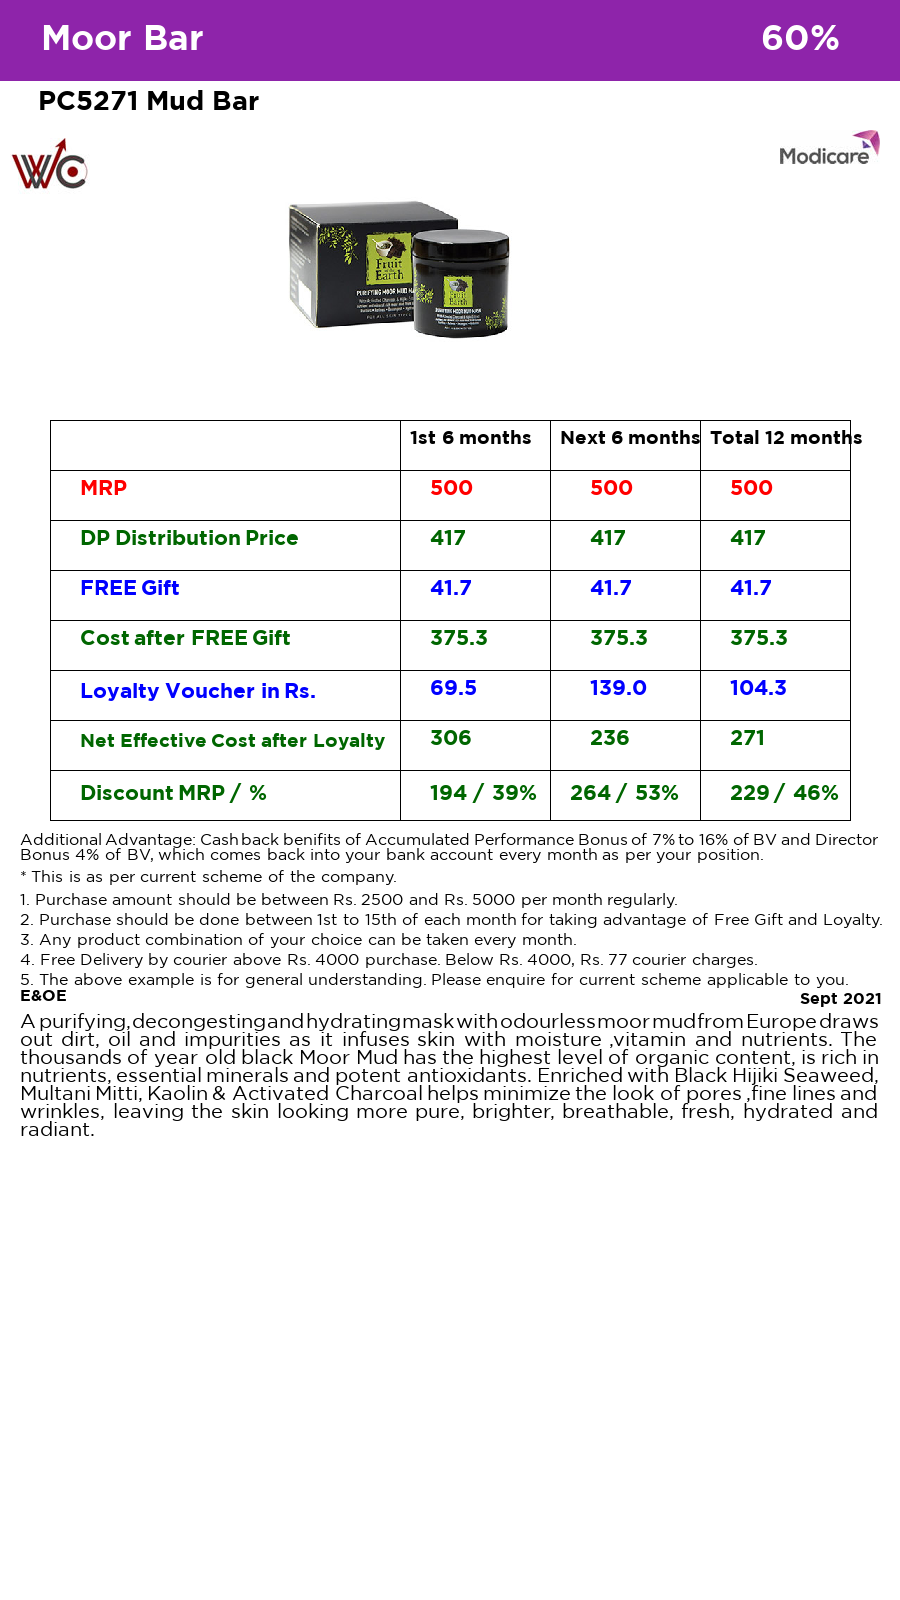 Moor Bar 60%
PC5271 Mud Bar
WC
Modicare
Fruit
of the
Earth
PURIFYING MOOR MUD MASK
Fruit
of the
Earth
PURIFYING MOOR MUD MASK
1st 6 months Next 6 months Total 12 months
MRP 500 500 500
DP Distribution Price 417 417 417
FREE Gift 41.7 41.7 41.7
Cost after FREE Gift 375.3 375.3 375.3
Loyalty Voucher in Rs. 69.5 139.0 104.3
Net Effective Cost after Loyalty 306 236 271
Discount MRP / % 194 / 39% 264 / 53% 229 / 46%
Additional Advantage: Cash back benifits of Accumulated Performance Bonus of 7% to 16% of BV and Director
Bonus 4% of BV, which comes back into your bank account every month as per your position.
* This is as per current scheme of the company.
1. Purchase amount should be between Rs. 2500 and Rs. 5000 per month regularly.
2. Purchase should be done between 1st to 15th of each month for taking advantage of Free Gift and Loyalty.
3. Any product combination of your choice can be taken every month.
4. Free Delivery by courier above Rs. 4000 purchase. Below Rs. 4000, Rs. 77 courier charges.
5. The above example is for general understanding. Please enquire for current scheme applicable to you.
E&OE Sept 2021
A purifying, decongesting and hydrating mask with odourless moor mud from Europe draws
out dirt, oil and impurities as it infuses skin with moisture ,vitamin and nutrients. The
thousands of year old black Moor Mud has the highest level of organic content, is rich in
nutrients, essential minerals and potent antioxidants. Enriched with Black Hijiki Seaweed,
Multani Mitti, Kaolin & Activated Charcoal helps minimize the look of pores ,fine lines and
wrinkles, leaving the skin looking more pure, brighter, breathable, fresh, hydrated and
radiant.